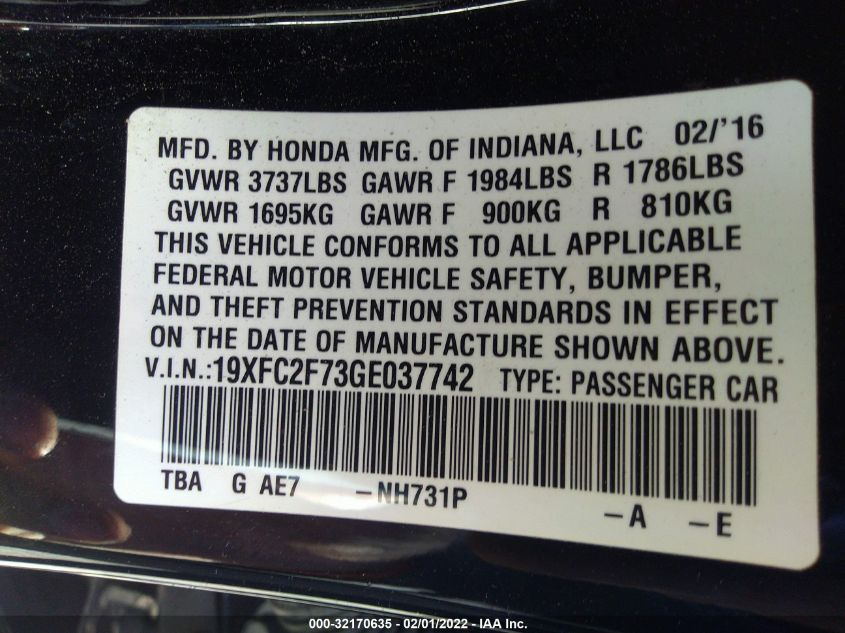 MFD. BY HONDA MFG. OF INDIANA, LLC 02/'16
GVWR 3737LBS GAWR F 1984LBS R 1786LBS
GVWR 1695KG GAWR F 900KG R 810KG
THIS VEHICLE CONFORMS TO ALL APPLICABLE
FEDERAL MOTOR VEHICLE SAFETY, BUMPER,
AND THEFT PREVENTION STANDARDS IN EFFECT
ON THE DATE OF MANUFACTURE SHOWN ABOVE.
V.I.N.:19XFC2F73GE037742 TYPE: PASSENGER CAR
TBA G AE7 -NH731P -A -E
000-32170635 - 02/01/2022 - IAA Inc.